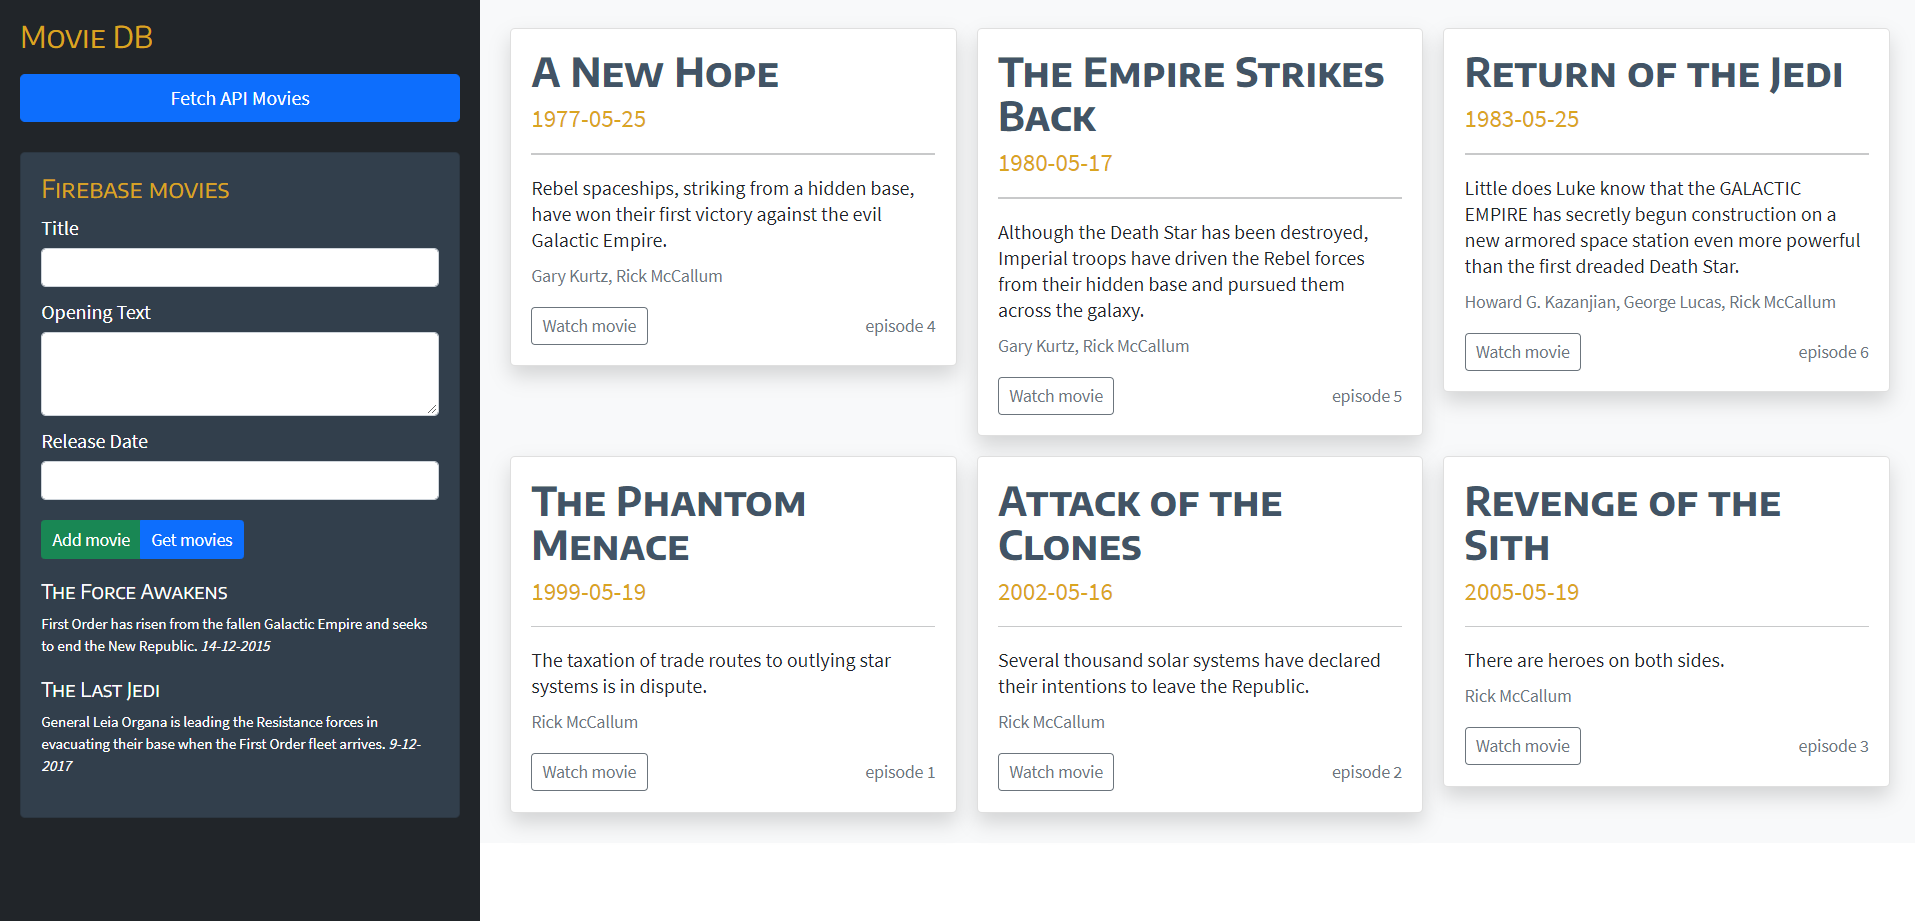 Movie DB
Fetch API Movies
Firebase movies
Title
Opening Text
Release Date
Add movie
Get movies
The Force Awakens
First Order has risen from the fallen Galactic Empire and seeks
to end the New Republic. 14-12-2015
The Last Jedi
General Leia Organa is leading the Resistance forces in
evacuating their base when the First Order fleet arrives. 9-12-
2017
A New Hope
1977-05-25
Rebel spaceships, striking from a hidden base,
have won their first victory against the evil
Galactic Empire.
Gary Kurtz, Rick McCallum
Watch movie
episode 4
The Empire Strikes
Back
1980-05-17
Although the Death Star has been destroyed,
Imperial troops have driven the Rebel forces
from their hidden base and pursued them
across the galaxy.
Gary Kurtz, Rick McCallum
Watch movie
episode 5
Return of the Jedi
1983-05-25
Little does Luke know that the GALACTIC
EMPIRE has secretly begun construction on a
new armored space station even more powerful
than the first dreaded Death Star.
Howard G. Kazanjian, George Lucas, Rick McCallum
Watch movie
episode 6
The Phantom
Menace
1999-05-19
The taxation of trade routes to outlying star
systems is in dispute.
Rick McCallum
Watch movie
episode 1
Attack of the
Clones
2002-05-16
Several thousand solar systems have declared
their intentions to leave the Republic.
Rick McCallum
Watch movie
episode 2
Revenge of the
Sith
2005-05-19
There are heroes on both sides.
Rick McCallum
Watch movie
episode 3